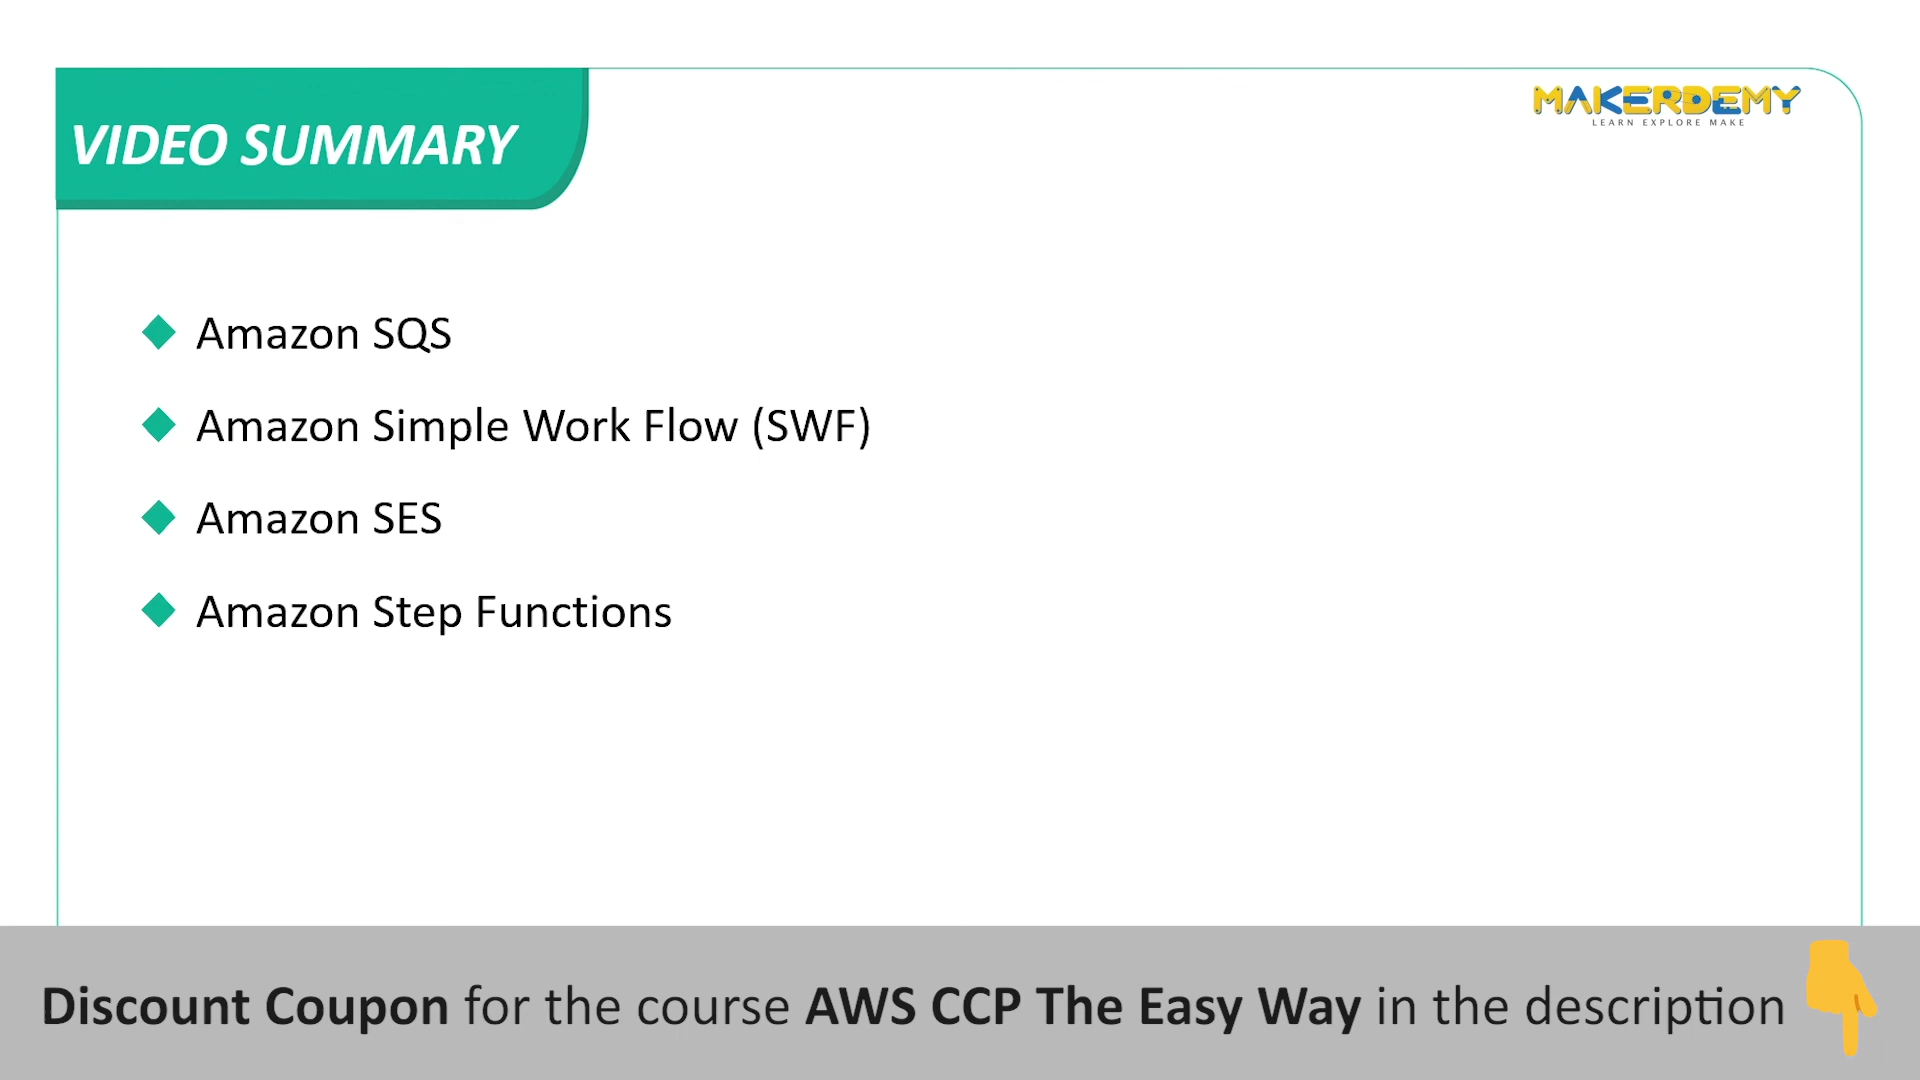 VIDEO SUMMARY
MAKERDEMY
LEARN EXPLORE MAKE
Amazon SQS
Amazon Simple Work Flow (SWF)
Amazon SES
Amazon Step Functions
Discount Coupon for the course AWS CCP The Easy Way in the description